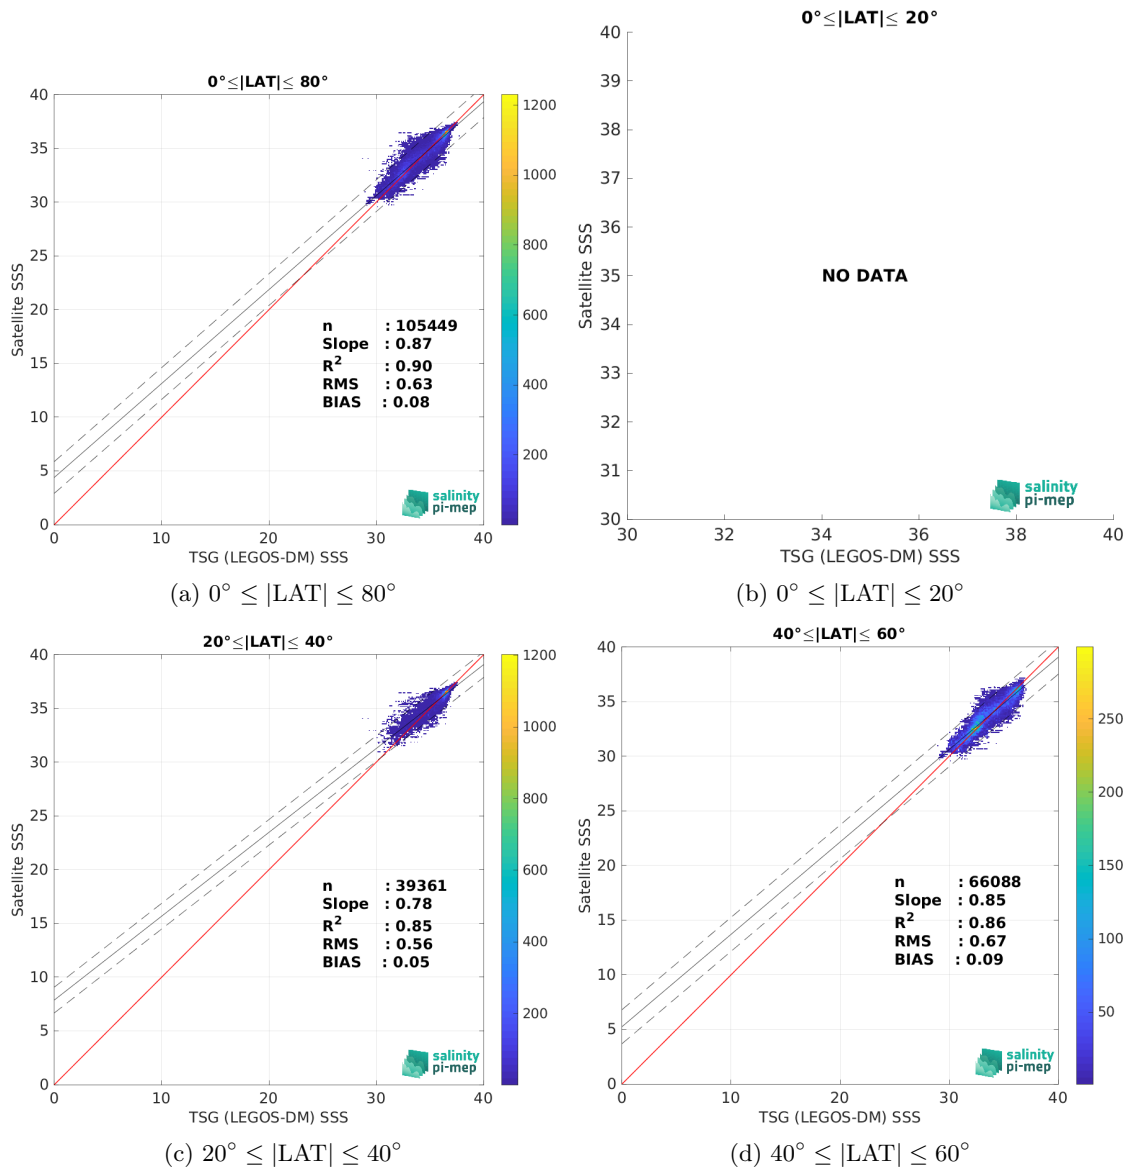 0°≤|LAT|≤ 80°
40
35
30
25
20
15
10
5
0
Satellite SSS
0
10
20
30
40
TSG (LEGOS-DM) SSS
1200
1000
800
600
400
200
n : 105449
Slope : 0.87
R² : 0.90
RMS : 0.63
BIAS : 0.08
salinity
pi-mep
(a) 0° ≤ |LAT| ≤ 80°
0°≤|LAT|≤ 20°
40
39
38
37
36
35
34
33
32
31
30
Satellite SSS
NO DATA
30
32
34
36
38
40
TSG (LEGOS-DM) SSS
salinity
pi-mep
(b) 0° ≤ |LAT| ≤ 20°
20°≤|LAT|≤ 40°
40
35
30
25
20
15
10
5
0
Satellite SSS
0
10
20
30
40
TSG (LEGOS-DM) SSS
1200
1000
800
600
400
200
n : 39361
Slope : 0.78
R² : 0.85
RMS : 0.56
BIAS : 0.05
salinity
pi-mep
(c) 20° ≤ |LAT| ≤ 40°
40°≤|LAT|≤ 60°
40
35
30
25
20
15
10
5
0
Satellite SSS
0
10
20
30
40
TSG (LEGOS-DM) SSS
250
200
150
100
50
n : 66088
Slope : 0.85
R² : 0.86
RMS : 0.67
BIAS : 0.09
salinity
pi-mep
(d) 40° ≤ |LAT| ≤ 60°